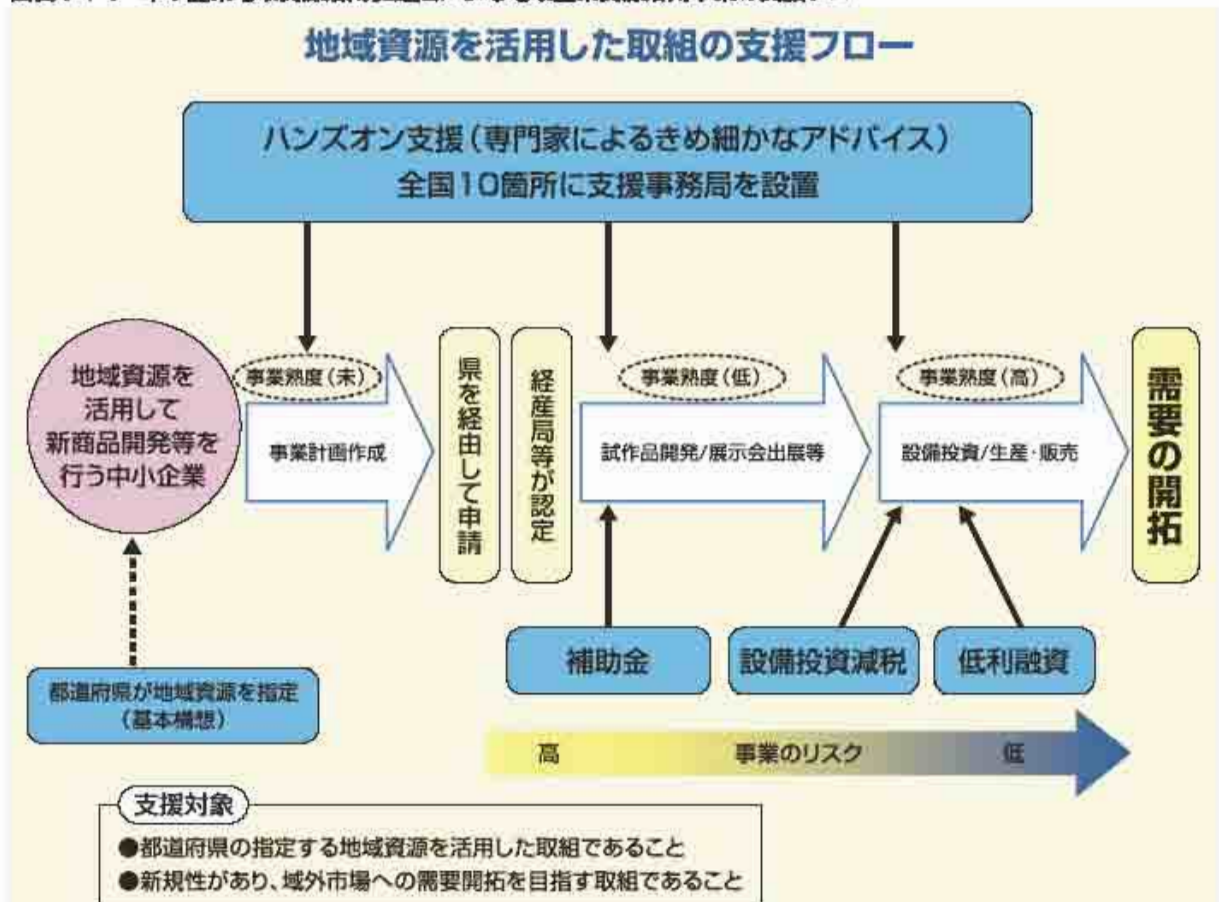 地域資源を活用した取組の支援フロー
ハンズオン支援（専門家によるきめ細かなアドバイス）
全国10箇所に支援事務局を設置
地域資源を
活用して
新商品開発等を
行う中小企業
事業熟度（未）
事業計画作成
県を経由して申請
経産局等が認定
事業熟度（低）
試作品開発/展示会出展等
事業熟度（高）
設備投資/生産・販売
需要の開拓
都道府県が地域資源を指定
（基本構想）
補助金
設備投資減税
低利融資
高
事業のリスク
低
支援対象
●都道府県の指定する地域資源を活用した取組であること
●新規性があり、域外市場への需要開拓を目指す取組であること